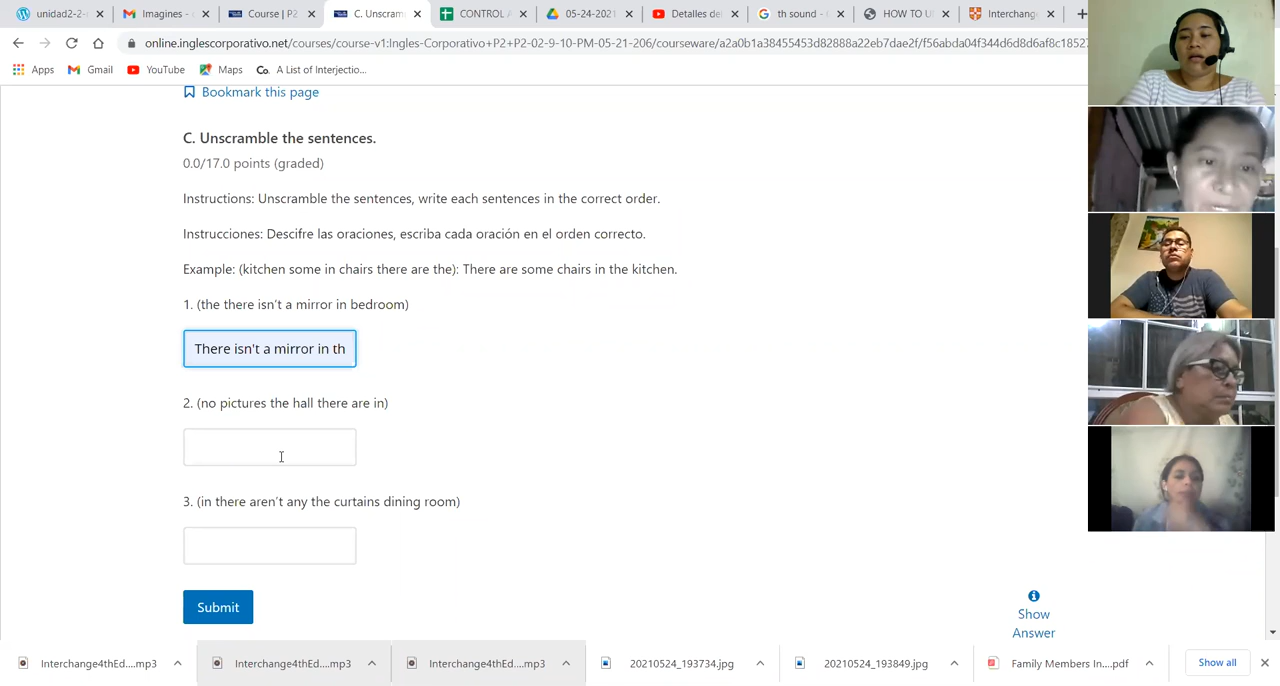 unidad2-2-
Imagines -
Course | P2
C. Unscram
CONTROL A
05-24-2021
Detalles de
th sound -
HOW TO U
Interchang
online.inglescorporativo.net/courses/course-v1:Ingles-Corporativo+P2+P2-02-9-10-PM-05-21-206/courseware/a2a0b1a38455453d82888a22eb7dae2f/f56abda04f344d6d8d6af8c18527
Apps Gmail YouTube Maps Co. A List of Interjectio...
Bookmark this page
C. Unscramble the sentences.
0.0/17.0 points (graded)
Instructions: Unscramble the sentences, write each sentences in the correct order.
Instrucciones: Descifre las oraciones, escriba cada oración en el orden correcto.
Example: (kitchen some in chairs there are the): There are some chairs in the kitchen.
1. (the there isn't a mirror in bedroom)
There isn't a mirror in th
2. (no pictures the hall there are in)
3. (in there aren't any the curtains dining room)
Submit
Show
Answer
Interchange4thEd....mp3
Interchange4thEd....mp3
Interchange4thEd....mp3
20210524_193734.jpg
20210524_193849.jpg
Family Members In....pdf
Show all